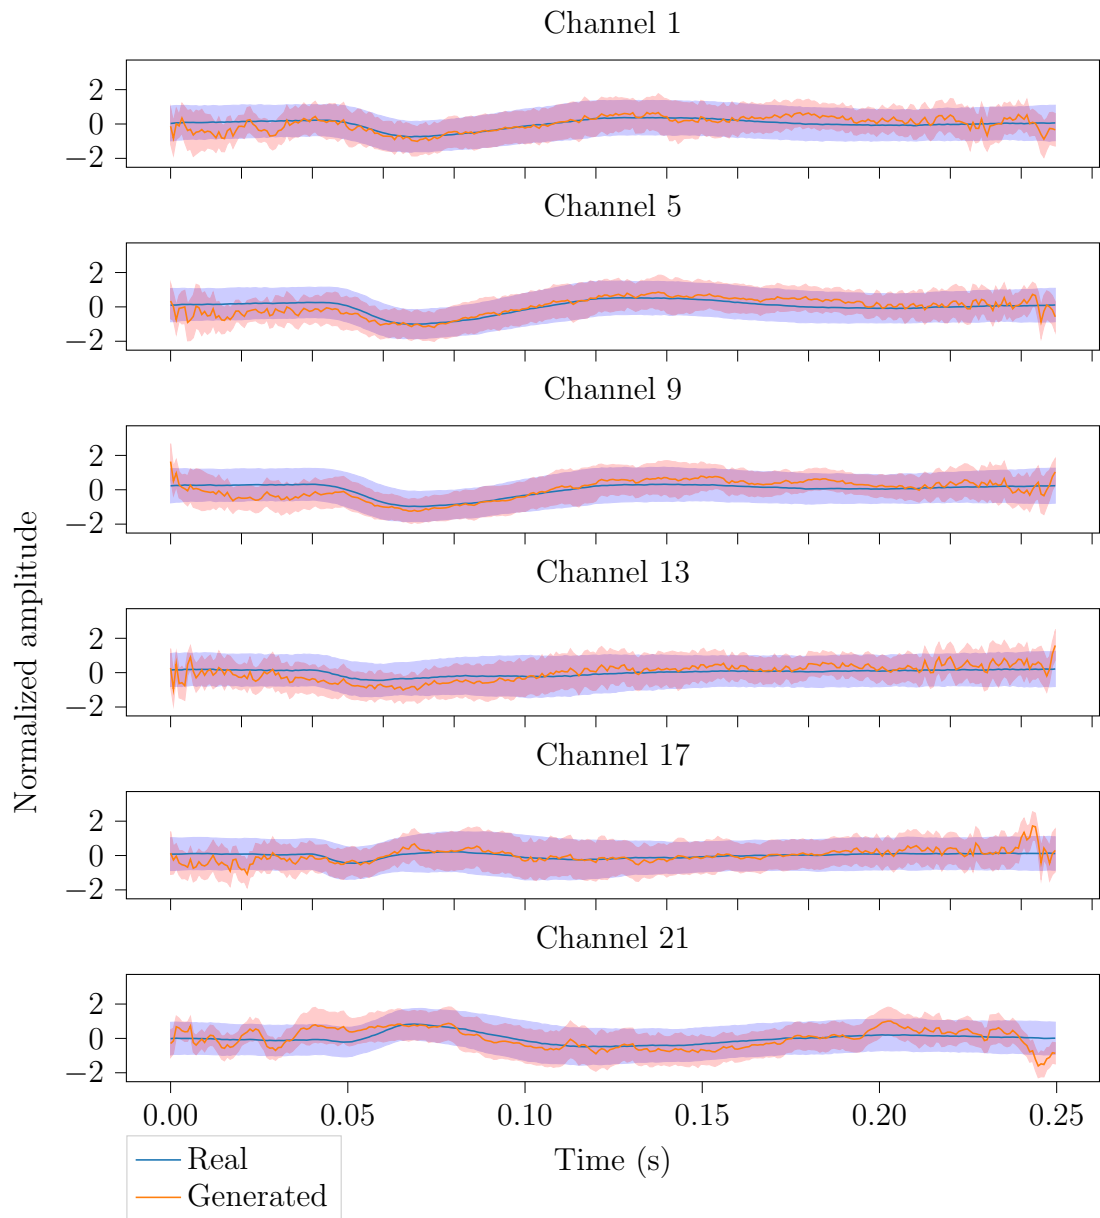 Channel 1
2
0
−2
Channel 5
2
0
−2
Channel 9
2
0
−2
Normalized amplitude
Channel 13
2
0
−2
Channel 17
2
0
−2
Channel 21
2
0
−2
0.00 0.05 0.10 0.15 0.20 0.25
Time (s)
Real
Generated